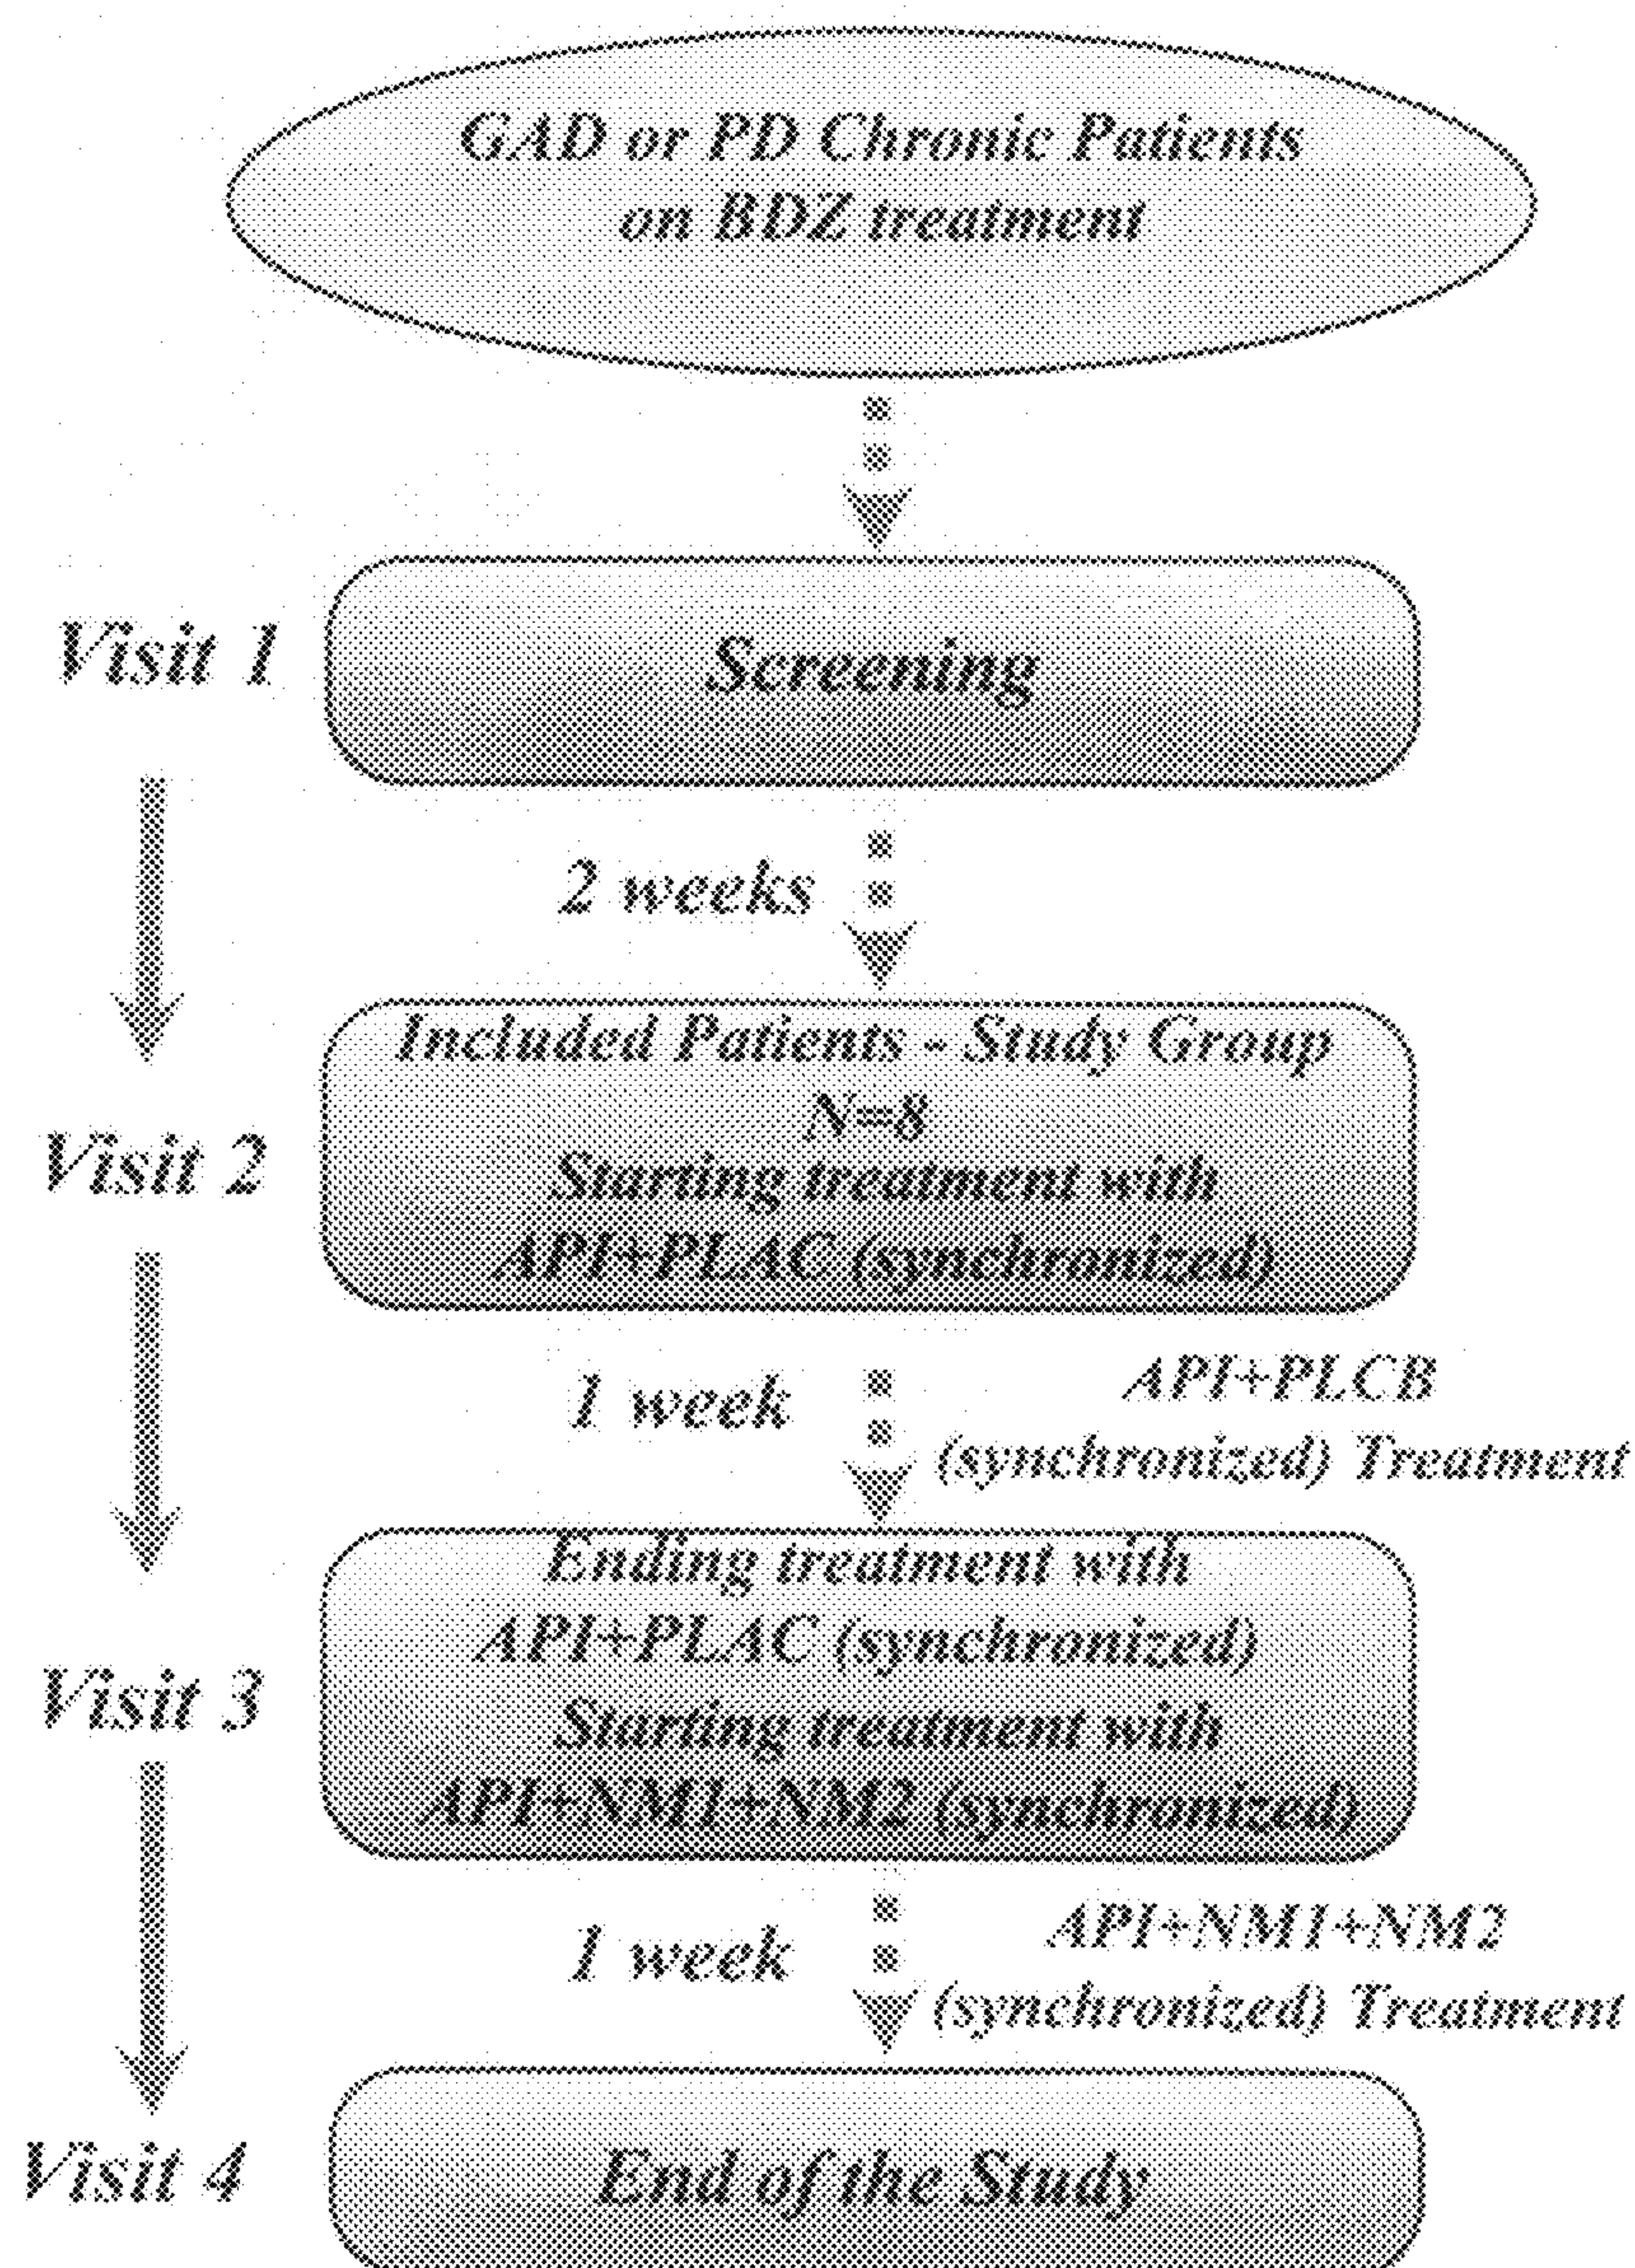 GAD or PD Chronic Patients
on BDZ treatment
Visit 1
Screening
2 weeks
Visit 2
Included Patients - Study Group
N=8
Starting treatment with
API+PLAC (synchronized)
1 week
API+PLCB
(synchronized) Treatment
Visit 3
Ending treatment with
API+PLAC (synchronized)
Starting treatment with
API+NM1+NM2 (synchronized)
1 week
API+NM1+NM2
(synchronized) Treatment
Visit 4
End of the Study